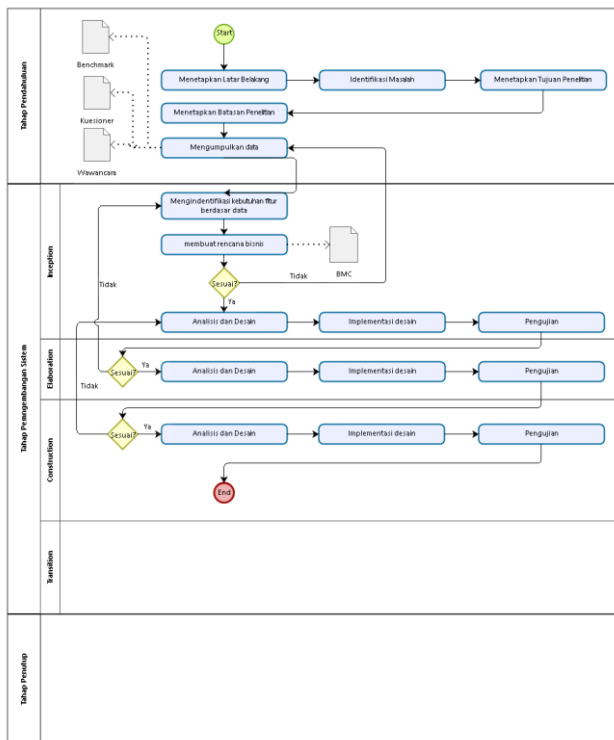 Tahap Pendahuluan
Start
Benchmark
Menetapkan Latar Belakang
Identifikasi Masalah
Menetapkan Tujuan Penelitian
Kuesioner
Menetapkan Batasan Penelitian
Mengumpulkan data
Wawancara
Tahap Pemngembangan Sistem
Inception
Mengindentifikasi kebutuhan fitur
berdasar data
membuat rencana bisnis
BMC
Sesuai?
Tidak
Tidak
Ya
Analisis dan Desain
Implementasi desain
Pengujian
Elaboration
Sesuai?
Ya
Analisis dan Desain
Implementasi desain
Pengujian
Tidak
Construction
Sesuai?
Ya
Analisis dan Desain
Implementasi desain
Pengujian
End
Transition
Tahap Penutup